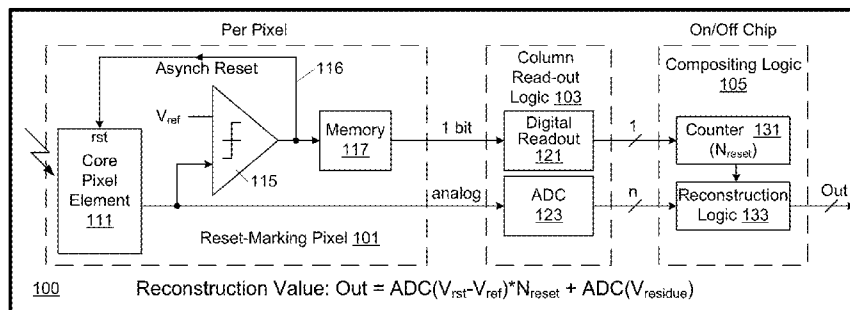 Per Pixel
On/Off Chip
Asynch Reset
116
Column
Read-out
Logic 103
Compositing Logic
105
V_ref
rst
Core
Pixel
Element
111
115
Memory
117
1 bit
Digital
Readout
121
1
Counter 131
(N_reset)
analog
ADC
123
n
Reconstruction
Logic 133
Out
Reset-Marking Pixel 101
100
Reconstruction Value: Out = ADC(V_rst-V_ref)*N_reset + ADC(V_residue)